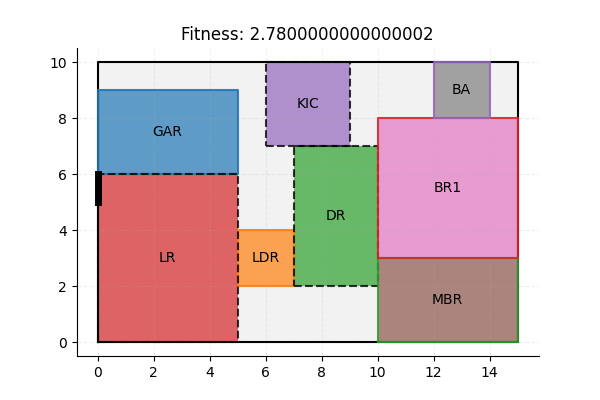 Fitness: 2.7800000000000002
10
8
6
4
2
0
KIC
BA
GAR
BR1
DR
LR
LDR
MBR
0
2
4
6
8
10
12
14